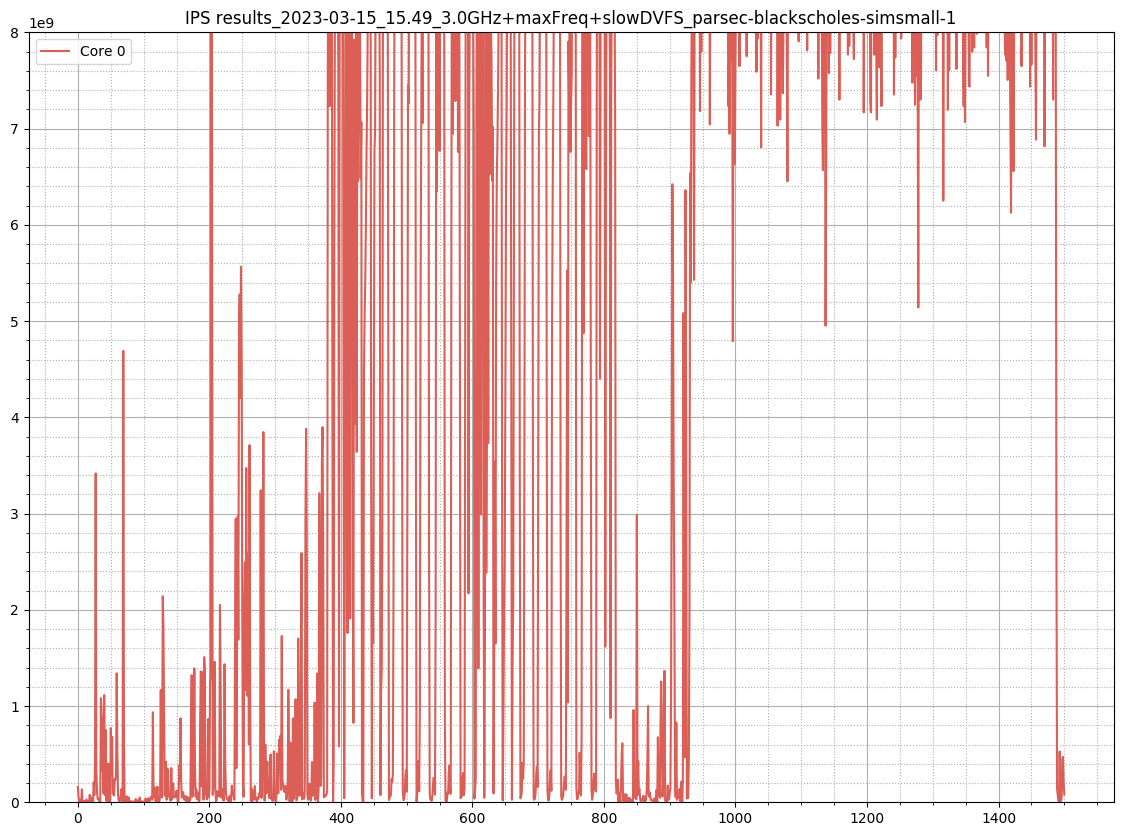 IPS results_2023-03-15_15.49_3.0GHz+maxFreq+slowDVFS_parsec-blackscholes-simsmall-1
1e9
Core 0
8
7
6
5
4
3
2
1
0
0 200 400 600 800 1000 1200 1400